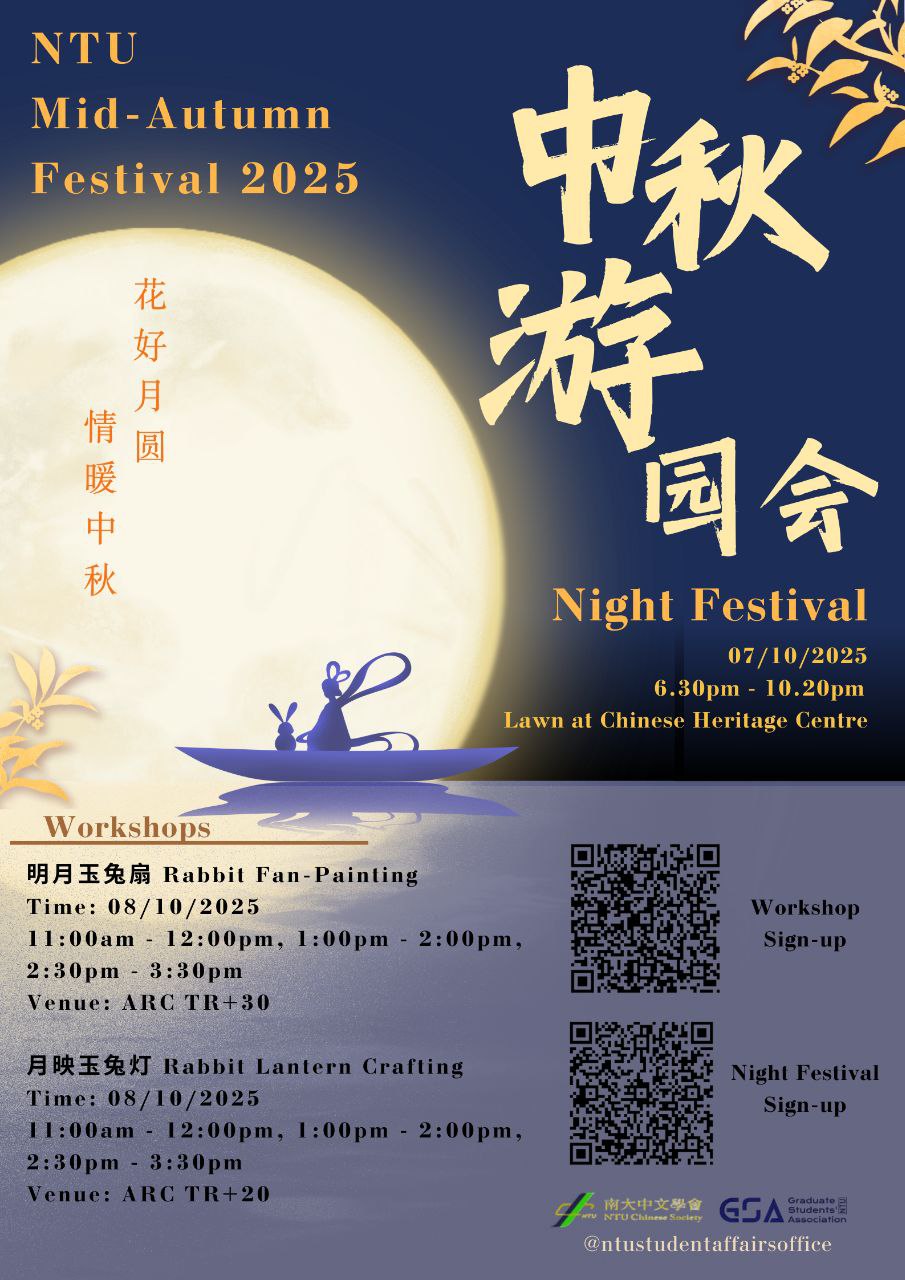 NTU
Mid-Autumn
Festival 2025
中秋
游
园会
花好月圆
情暖中秋
Night Festival
07/10/2025
6.30pm - 10.20pm
Lawn at Chinese Heritage Centre
Workshops
明月玉兔扇 Rabbit Fan-Painting
Time: 08/10/2025
11:00am - 12:00pm, 1:00pm - 2:00pm,
2:30pm - 3:30pm
Venue: ARC TR+30
月映玉兔灯 Rabbit Lantern Crafting
Time: 08/10/2025
11:00am - 12:00pm, 1:00pm - 2:00pm,
2:30pm - 3:30pm
Venue: ARC TR+20
Workshop
Sign-up
Night Festival
Sign-up
NTU
南大中文學會
NTU Chinese Society
GSA
Graduate
Students'
Association
@ntustudentaffairsoffice